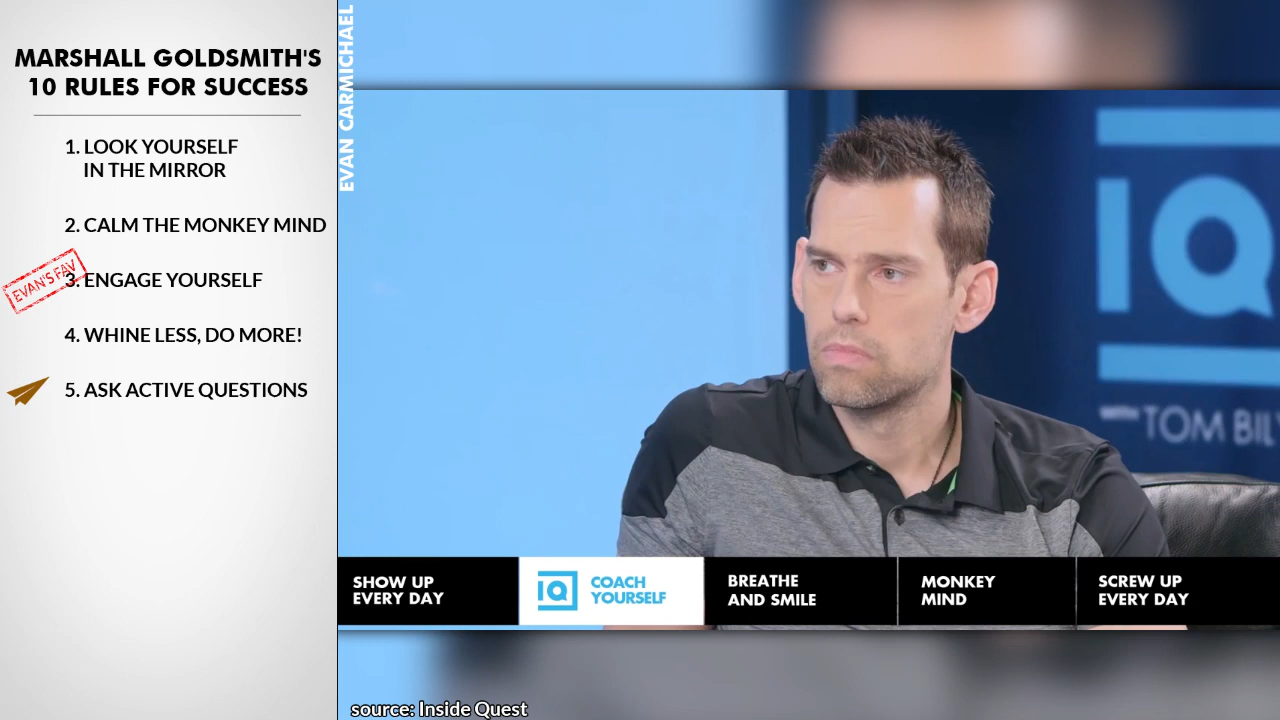 MARSHALL GOLDSMITH'S
10 RULES FOR SUCCESS
1. LOOK YOURSELF
IN THE MIRROR
2. CALM THE MONKEY MIND
EVAN'S FAV
3. ENGAGE YOURSELF
4. WHINE LESS, DO MORE!
5. ASK ACTIVE QUESTIONS
EVAN CARMICHAEL
IQ
WITH TOM BILY
SHOW UP
EVERY DAY
IQ
COACH
YOURSELF
BREATHE
AND SMILE
MONKEY
MIND
SCREW UP
EVERY DAY
source: Inside Quest